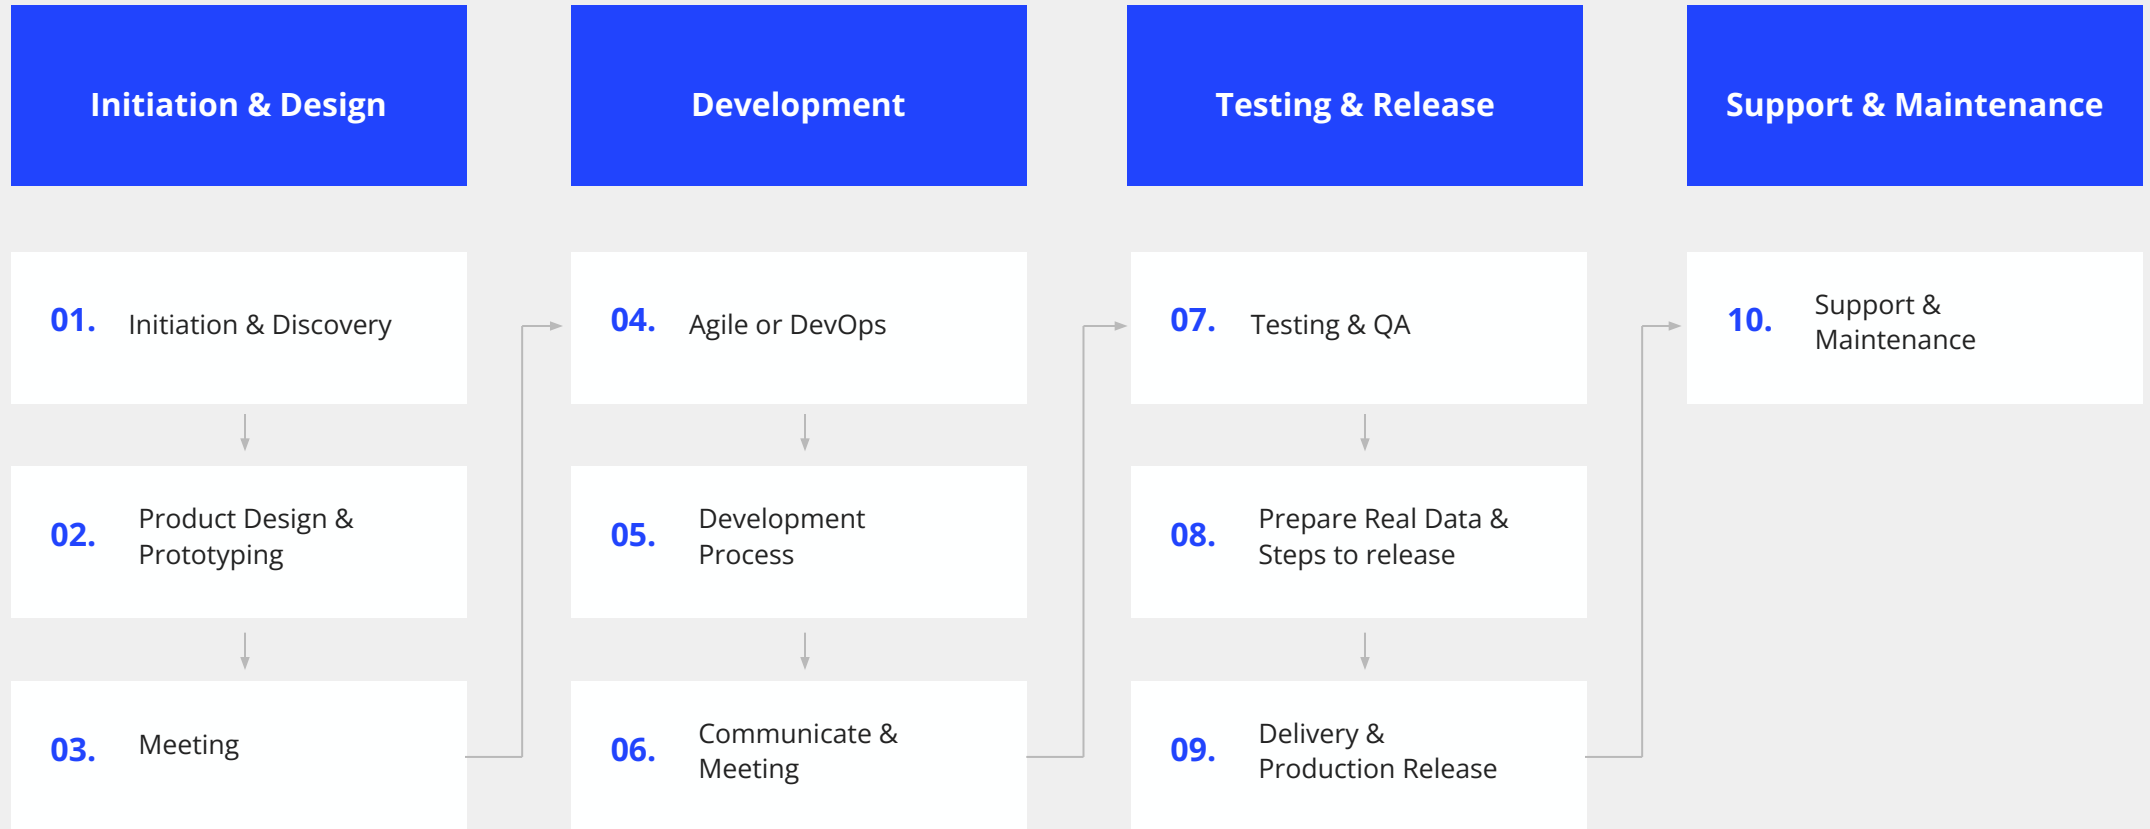 Initiation & Design
Development
Testing & Release
Support & Maintenance
01. Initiation & Discovery
02. Product Design &
Prototyping
03. Meeting
04. Agile or DevOps
05. Development
Process
06. Communicate &
Meeting
07. Testing & QA
08. Prepare Real Data &
Steps to release
09. Delivery &
Production Release
10. Support &
Maintenance